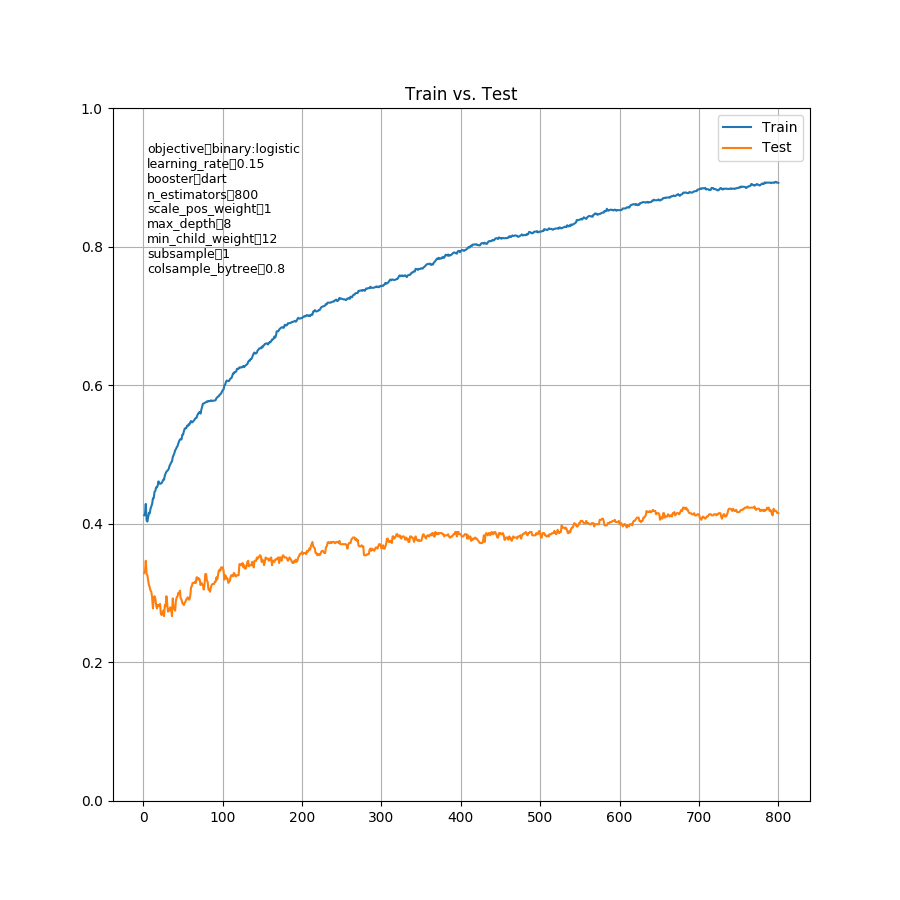 Train vs. Test
1.0
0.8
0.6
0.4
0.2
0.0
objective▯binary:logistic
learning_rate▯0.15
booster▯dart
n_estimators▯800
scale_pos_weight▯1
max_depth▯8
min_child_weight▯12
subsample▯1
colsample_bytree▯0.8
Train
Test
0 100 200 300 400 500 600 700 800